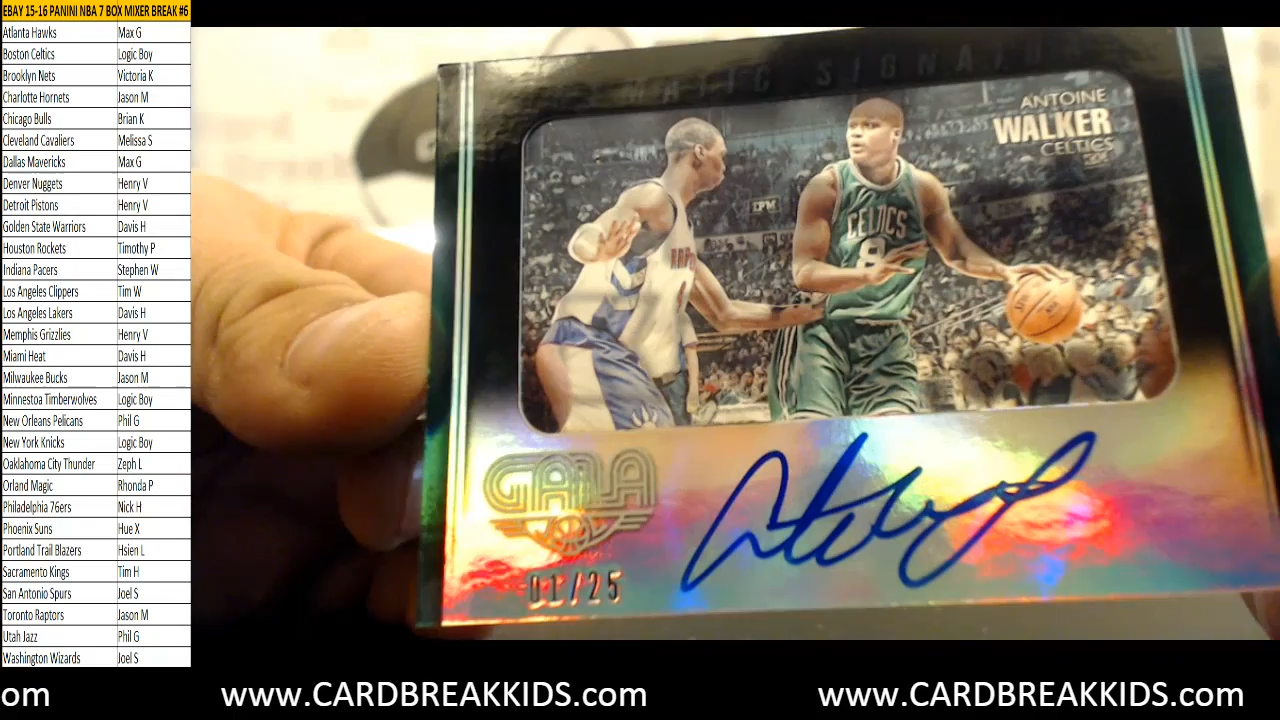 EBAY 15-16 PANINI NBA 7 BOX MIXER BREAK #6
Atlanta Hawks Max G
Boston Celtics Logic Boy
Brooklyn Nets Victoria K
Charlotte Hornets Jason M
Chicago Bulls Brian K
Cleveland Cavaliers Melissa S
Dallas Mavericks Max G
Denver Nuggets Henry V
Detroit Pistons Henry V
Golden State Warriors Davis H
Houston Rockets Timothy P
Indiana Pacers Stephen W
Los Angeles Clippers Tim W
Los Angeles Lakers Davis H
Memphis Grizzlies Henry V
Miami Heat Davis H
Milwaukee Bucks Jason M
Minnestoa Timberwolves Logic Boy
New Orleans Pelicans Phil G
New York Knicks Logic Boy
Oaklahoma City Thunder Zeph L
Orland Magic Rhonda P
Philadelphia 76ers Nick H
Phoenix Suns Hue X
Portland Trail Blazers Hsien L
Sacramento Kings Tim H
San Antonio Spurs Joel S
Toronto Raptors Jason M
Utah Jazz Phil G
Washington Wizards Joel S
MATIC SIGNATU
ANTOINE
WALKER
CELTICS
CELTICS
8
GALA
01/25
om www.CARDBREAKKIDS.com www.CARDBREAKKIDS.com